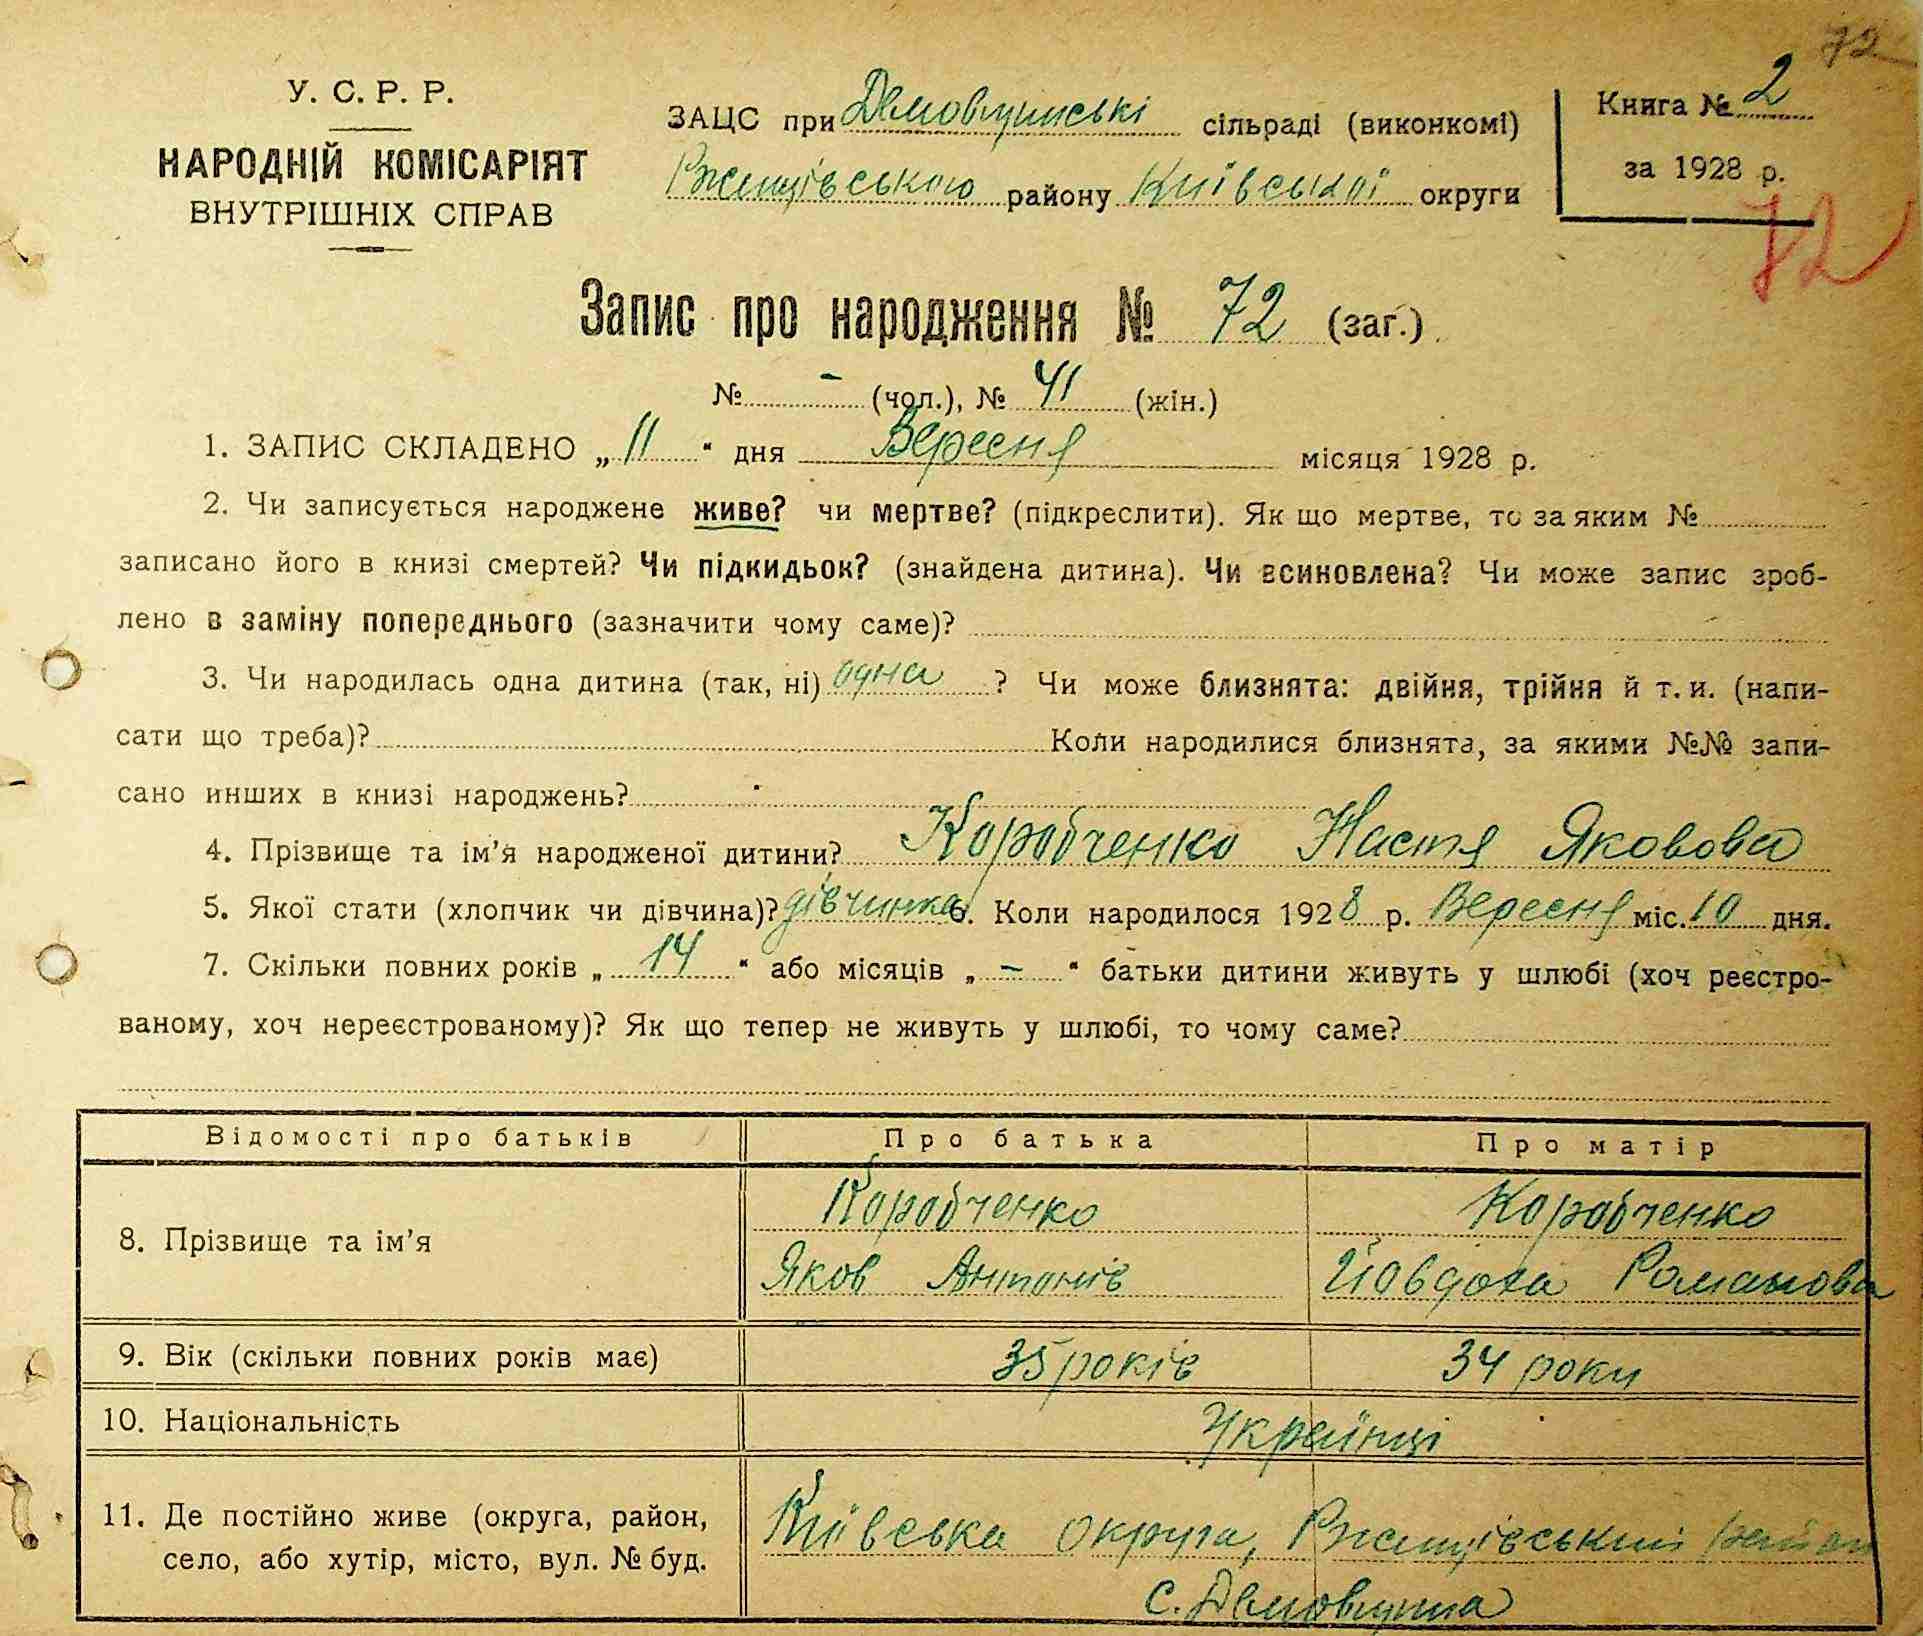 72
У. С. Р. Р.
НАРОДНІЙ КОМІСАРІЯТ
ВНУТРІШНІХ СПРАВ
ЗАЦС при сільраді (виконкомі)
Ржищівського району Київської округи
Книга № 2
за 1928 р.
72
Запис про народження № 72 (заг.)
№ - (чол.), № 41 (жін.)
1. ЗАПИС СКЛАДЕНО „ 11 “ дня Вересня місяця 1928 р.
2. Чи записується народжене живе? чи мертве? (підкреслити). Як що мертве, то за яким №
записано його в книзі смертей? Чи підкидьок? (знайдена дитина). Чи всиновлена? Чи може запис зроб-
лено в заміну попереднього (зазначити чому саме)?
3. Чи народилась одна дитина (так, ні) одна ? Чи може близнята: двійня, трійня й т. и. (напи-
сати що треба)? Коли народилися близнята, за якими №№ запи-
сано инших в книзі народжень?
4. Прізвище та ім’я народженої дитини? Коробченко Настя Яковова
5. Якої стати (хлопчик чи дівчина)? дівчинка 6. Коли народилося 1928 р. Вересня міс. 10 дня.
7. Скільки повних років „ 14 “ або місяців „ - “ батьки дитини живуть у шлюбі (хоч реєстро-
ваному, хоч нереєстрованому)? Як що тепер не живуть у шлюбі, то чому саме?
Відомості про батьків Про батька Про матір
8. Прізвище та ім’я Коробченко Коробченко
Яков Антонів Йовдоха Романова
9. Вік (скільки повних років має) 35 років 34 роки
10. Національність Украінці
11. Де постійно живе (округа, район,
село, або хутір, місто, вул. № буд.
Київська округа, Ржищівський район
с.